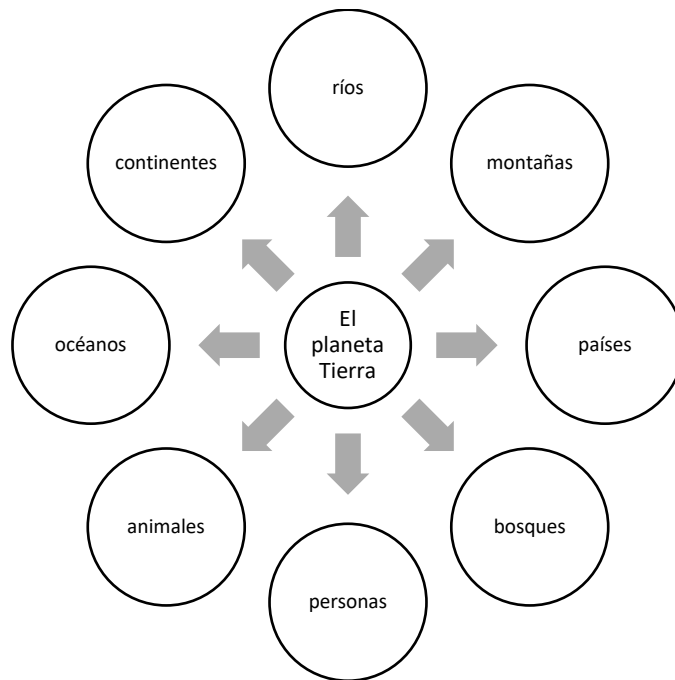 ríos
continentes
montañas
El
planeta
Tierra
océanos
países
animales
bosques
personas